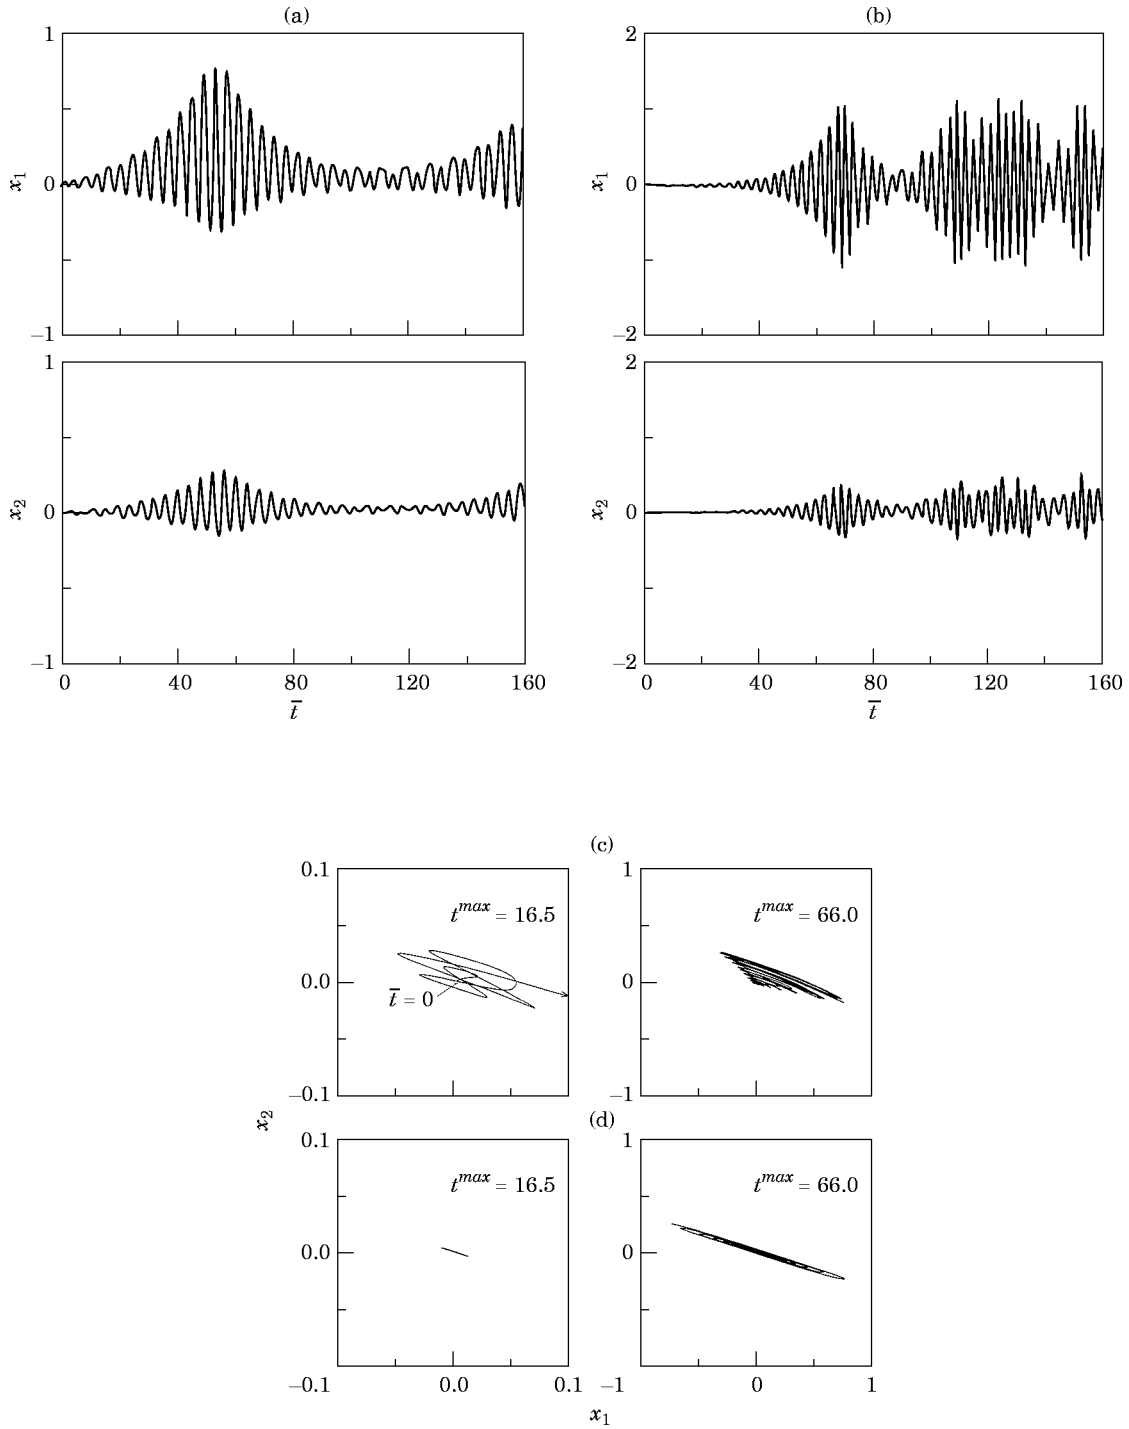 (a) (b)
1 2
x1 0 x1 0
–1 –2
1 2
x2 0 x2 0
–1 –2
0 40 80 120 160 0 40 80 120 160
t̅ t̅
(c)
0.1 1
t^max = 16.5 t^max = 66.0
0.0 0
t̅ = 0
–0.1 –1
x2
(d)
0.1 1
t^max = 16.5 t^max = 66.0
0.0 0
–0.1 0.0 0.1 –1 0 1
x1